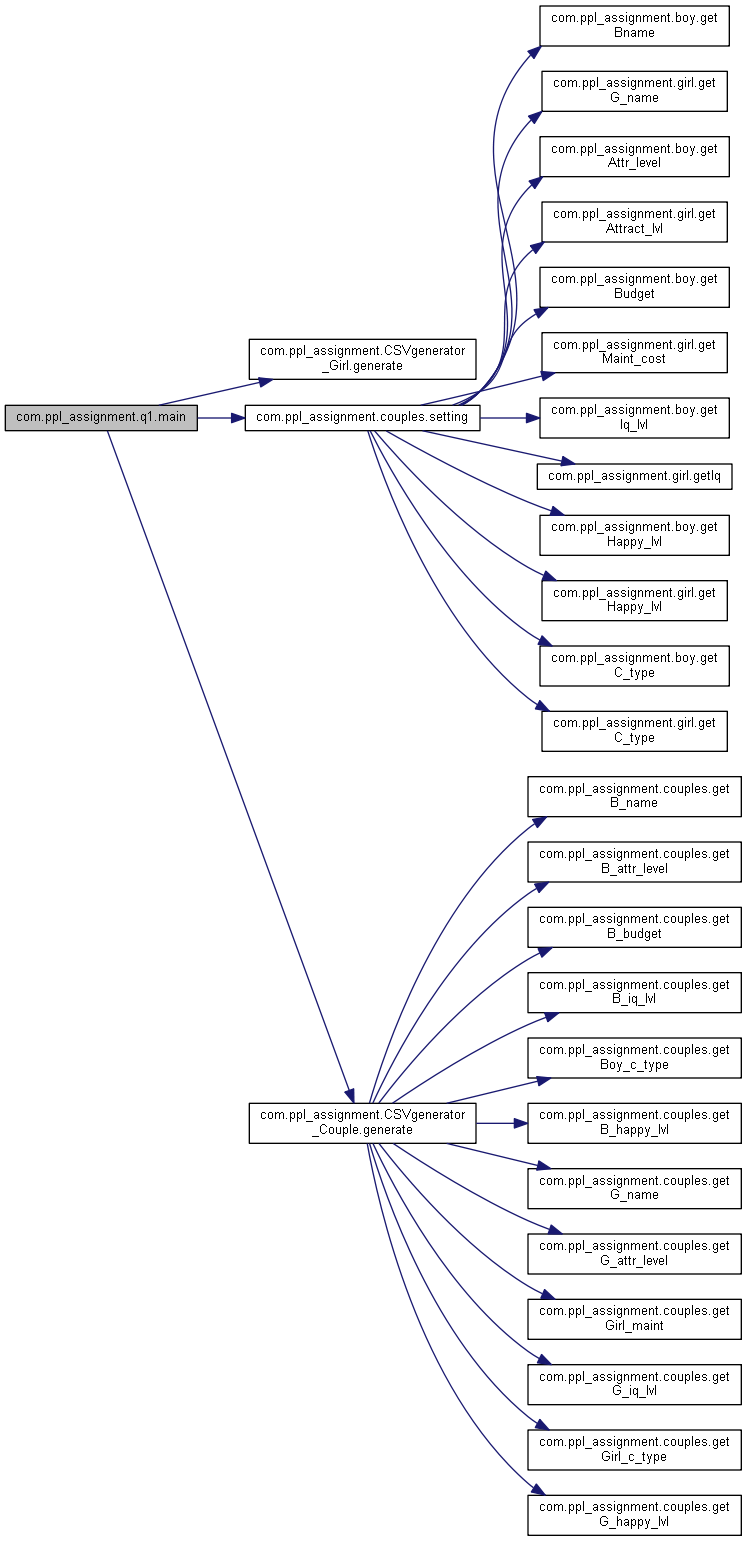 com.ppl_assignment.boy.get
Bname
com.ppl_assignment.girl.get
G_name
com.ppl_assignment.boy.get
Attr_level
com.ppl_assignment.girl.get
Attract_lvl
com.ppl_assignment.boy.get
Budget
com.ppl_assignment.CSVgenerator
_Girl.generate
com.ppl_assignment.girl.get
Maint_cost
com.ppl_assignment.q1.main
com.ppl_assignment.couples.setting
com.ppl_assignment.boy.get
Iq_lvl
com.ppl_assignment.girl.getIq
com.ppl_assignment.boy.get
Happy_lvl
com.ppl_assignment.girl.get
Happy_lvl
com.ppl_assignment.boy.get
C_type
com.ppl_assignment.girl.get
C_type
com.ppl_assignment.couples.get
B_name
com.ppl_assignment.couples.get
B_attr_level
com.ppl_assignment.couples.get
B_budget
com.ppl_assignment.couples.get
B_iq_lvl
com.ppl_assignment.couples.get
Boy_c_type
com.ppl_assignment.CSVgenerator
_Couple.generate
com.ppl_assignment.couples.get
B_happy_lvl
com.ppl_assignment.couples.get
G_name
com.ppl_assignment.couples.get
G_attr_level
com.ppl_assignment.couples.get
Girl_maint
com.ppl_assignment.couples.get
G_iq_lvl
com.ppl_assignment.couples.get
Girl_c_type
com.ppl_assignment.couples.get
G_happy_lvl